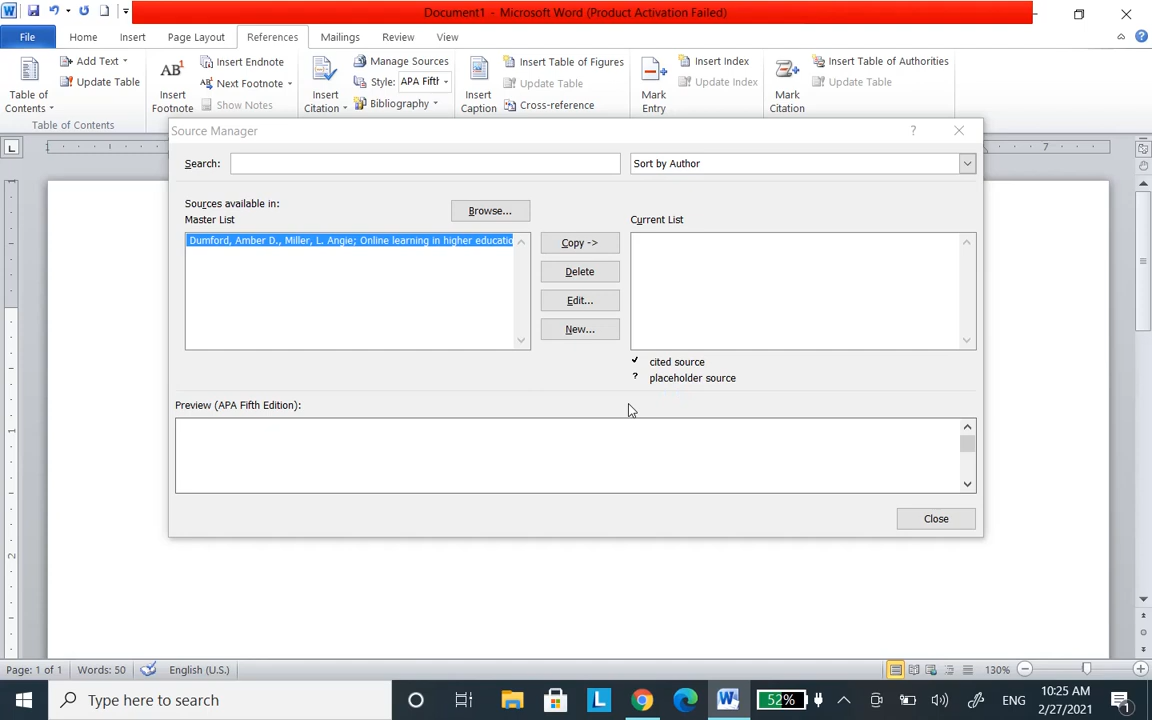 Document1 - Microsoft Word (Product Activation Failed)
File Home Insert Page Layout References Mailings Review View
Table of Contents
Add Text
Update Table
Table of Contents
AB1
Insert Footnote
Insert Endnote
Next Footnote
Show Notes
Insert Citation
Manage Sources
Style: APA Fifth
Bibliography
Insert Caption
Insert Table of Figures
Update Table
Cross-reference
Mark Entry
Insert Index
Update Index
Mark Citation
Insert Table of Authorities
Update Table
Source Manager
Search:
Sort by Author
Sources available in:
Master List
Browse...
Current List
Dumford, Amber D., Miller, L. Angie; Online learning in higher educatio
Copy ->
Delete
Edit...
New...
cited source
? placeholder source
Preview (APA Fifth Edition):
Close
Page: 1 of 1 Words: 50 English (U.S.) 130%
Type here to search
52%
ENG
10:25 AM
2/27/2021
1